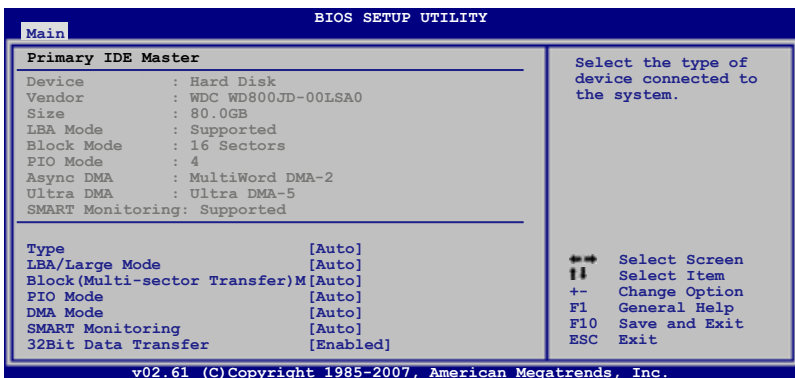 BIOS SETUP UTILITY
Main
Primary IDE Master
Device : Hard Disk
Vendor : WDC WD800JD-00LSA0
Size : 80.0GB
LBA Mode : Supported
Block Mode : 16 Sectors
PIO Mode : 4
Async DMA : MultiWord DMA-2
Ultra DMA : Ultra DMA-5
SMART Monitoring: Supported
Type [Auto]
LBA/Large Mode [Auto]
Block(Multi-sector Transfer)M[Auto]
PIO Mode [Auto]
DMA Mode [Auto]
SMART Monitoring [Auto]
32Bit Data Transfer [Enabled]
Select the type of
device connected to
the system.
←→ Select Screen
↑↓ Select Item
+- Change Option
F1 General Help
F10 Save and Exit
ESC Exit
v02.61 (C)Copyright 1985-2007, American Megatrends, Inc.